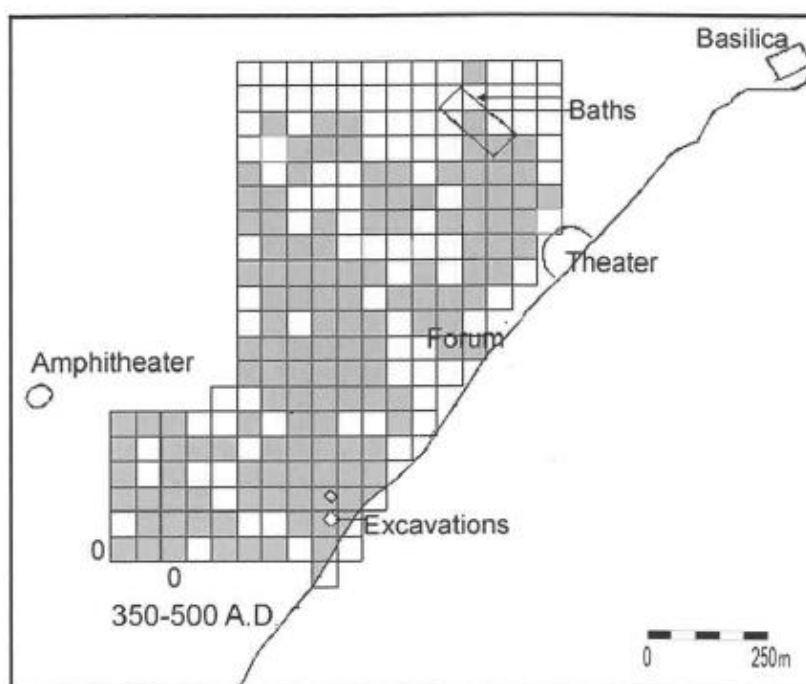 Basilica
Baths
Theater
Forum
Amphitheater
Excavations
0
0
350-500 A.D.
0 250m